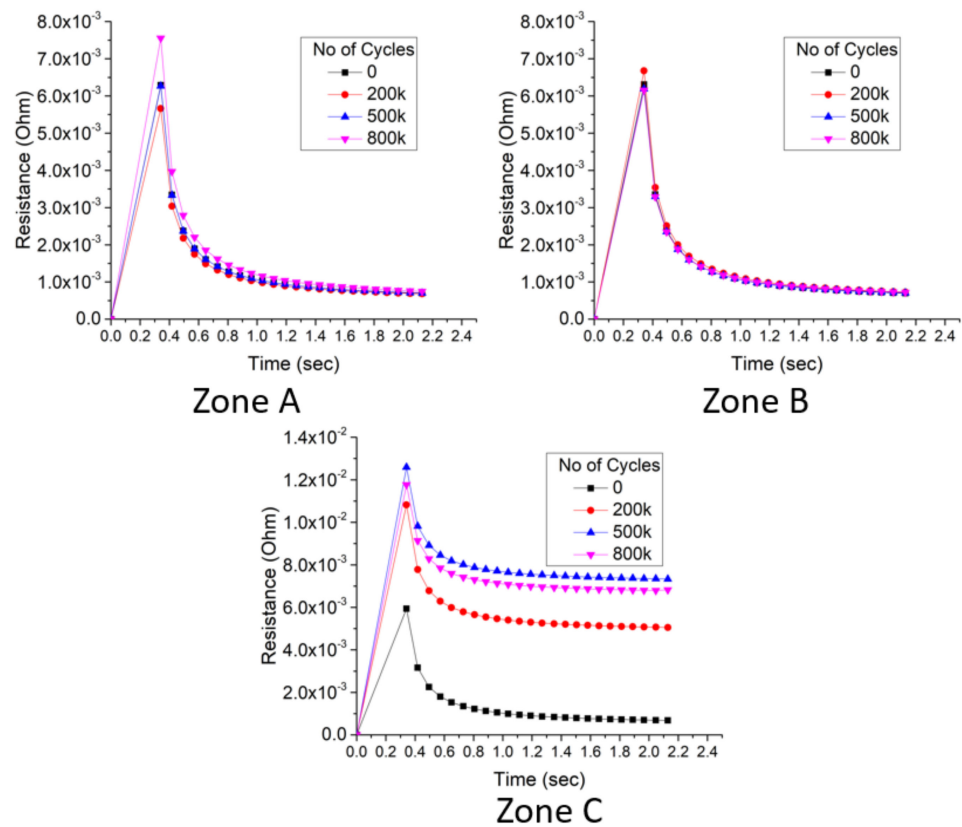 8.0x10⁻³
7.0x10⁻³
6.0x10⁻³
5.0x10⁻³
4.0x10⁻³
3.0x10⁻³
2.0x10⁻³
1.0x10⁻³
0.0
Resistance (Ohm)
No of Cycles
0
200k
500k
800k
0.0 0.2 0.4 0.6 0.8 1.0 1.2 1.4 1.6 1.8 2.0 2.2 2.4
Time (sec)
Zone A
8.0x10⁻³
7.0x10⁻³
6.0x10⁻³
5.0x10⁻³
4.0x10⁻³
3.0x10⁻³
2.0x10⁻³
1.0x10⁻³
0.0
Resistance (Ohm)
No of Cycles
0
200k
500k
800k
0.0 0.2 0.4 0.6 0.8 1.0 1.2 1.4 1.6 1.8 2.0 2.2 2.4
Time (sec)
Zone B
1.4x10⁻²
1.2x10⁻²
1.0x10⁻²
8.0x10⁻³
6.0x10⁻³
4.0x10⁻³
2.0x10⁻³
0.0
Resistance (Ohm)
No of Cycles
0
200k
500k
800k
0.0 0.2 0.4 0.6 0.8 1.0 1.2 1.4 1.6 1.8 2.0 2.2 2.4
Time (sec)
Zone C